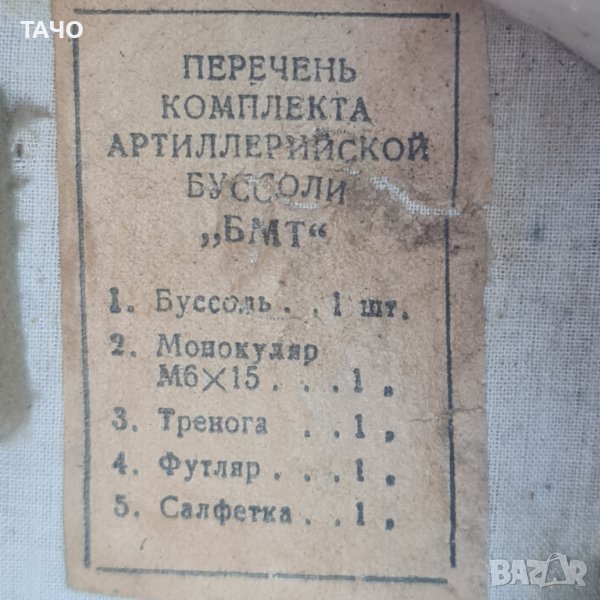 ТАЧО
ПЕРЕЧЕНЬ
КОМПЛЕКТА
АРТИЛЛЕРИЙСКОЙ
БУССОЛИ
„БМТ“
1. Буссоль . . 1 шт.
2. Монокуляр
М6×15 . . . 1 „
3. Тренога . . 1 „
4. Футляр . . . 1 „
5. Салфетка . . 1 „
BAZAR